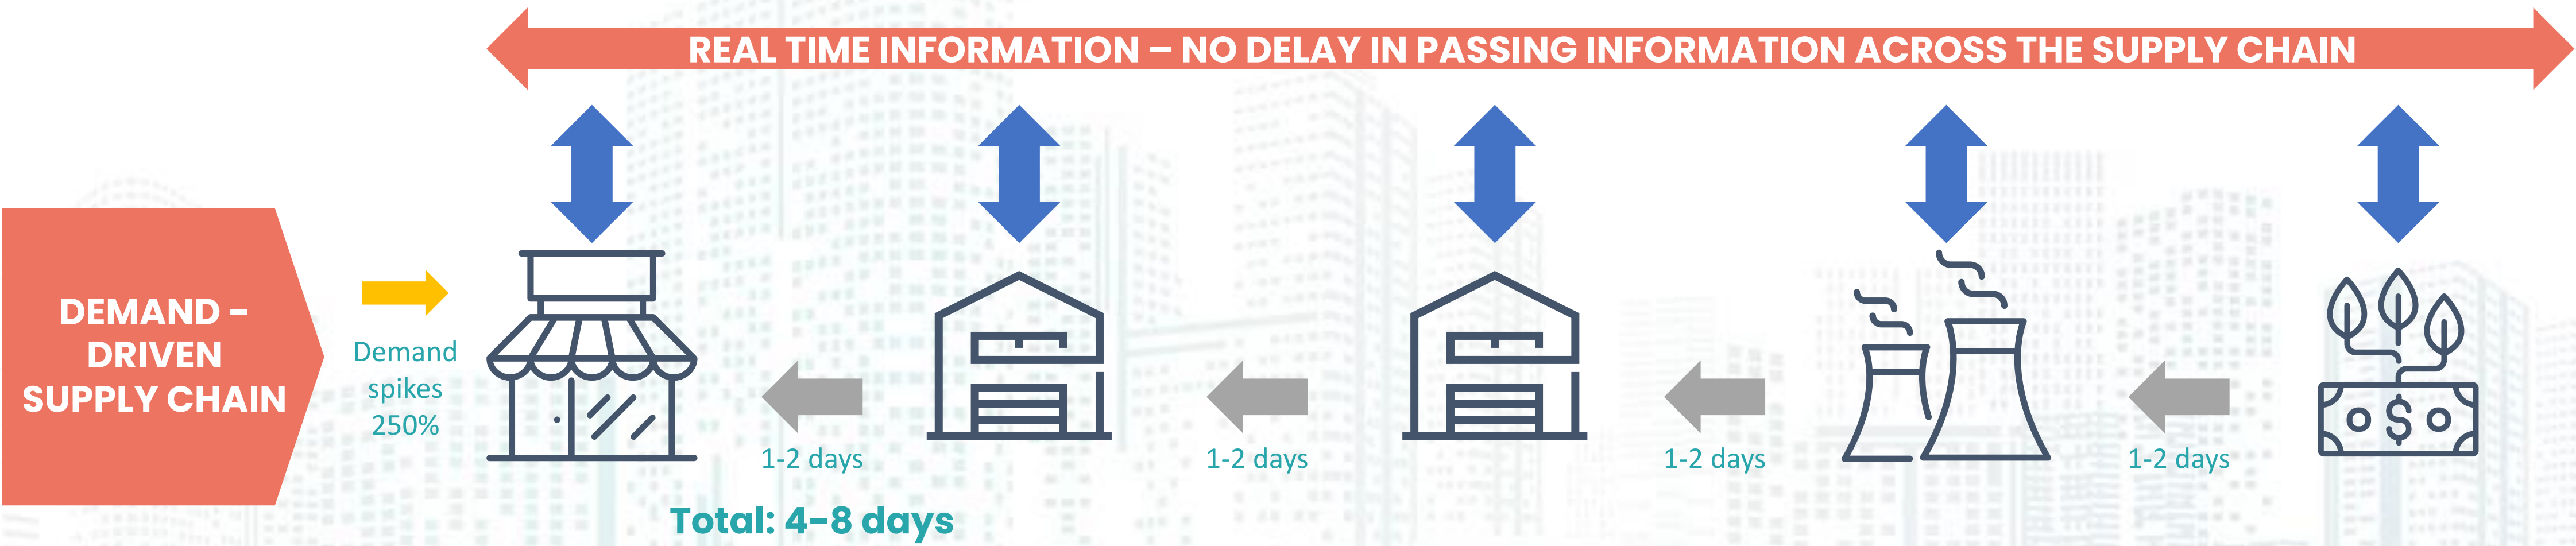 REAL TIME INFORMATION – NO DELAY IN PASSING INFORMATION ACROSS THE SUPPLY CHAIN
DEMAND -
DRIVEN
SUPPLY CHAIN
Demand
spikes
250%
1-2 days
1-2 days
1-2 days
1-2 days
$
Total: 4-8 days